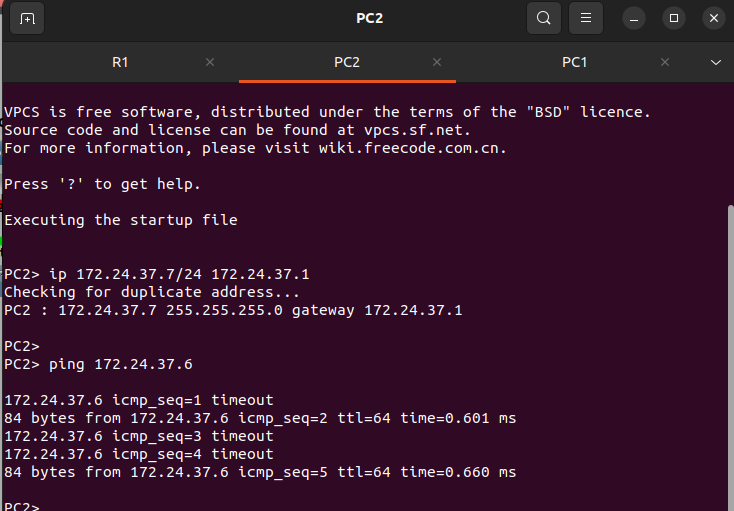 PC2
R1
PC2
PC1
VPCS is free software, distributed under the terms of the "BSD" licence.
Source code and license can be found at vpcs.sf.net.
For more information, please visit wiki.freecode.com.cn.
Press '?' to get help.
Executing the startup file
PC2> ip 172.24.37.7/24 172.24.37.1
Checking for duplicate address...
PC2 : 172.24.37.7 255.255.255.0 gateway 172.24.37.1
PC2>
PC2> ping 172.24.37.6
172.24.37.6 icmp_seq=1 timeout
84 bytes from 172.24.37.6 icmp_seq=2 ttl=64 time=0.601 ms
172.24.37.6 icmp_seq=3 timeout
172.24.37.6 icmp_seq=4 timeout
84 bytes from 172.24.37.6 icmp_seq=5 ttl=64 time=0.660 ms
PC2>